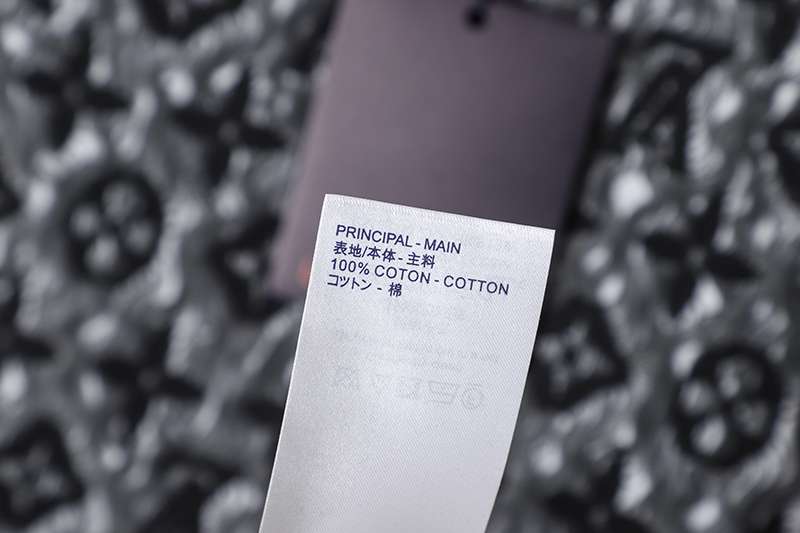 PRINCIPAL - MAIN
表地/本体 - 主料
100% COTON - COTTON
コットン - 棉